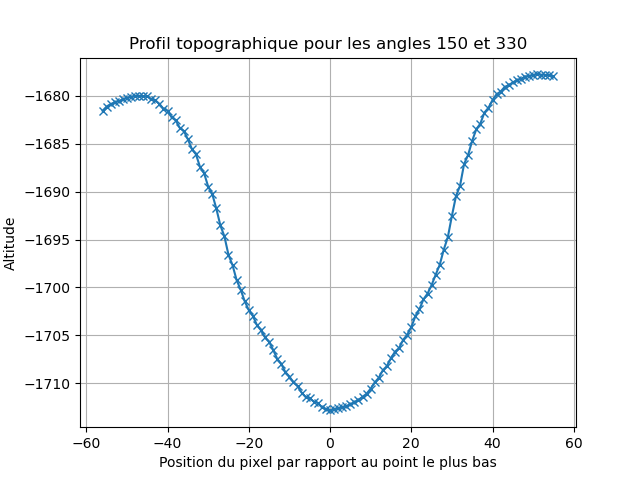 Profil topographique pour les angles 150 et 330
−1680
−1685
−1690
−1695
−1700
−1705
−1710
Altitude
−60 −40 −20 0 20 40 60
Position du pixel par rapport au point le plus bas